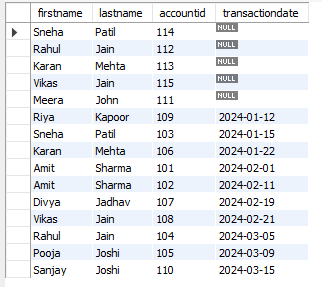 firstname lastname accountid transactiondate
Sneha Patil 114 NULL
Rahul Jain 112 NULL
Karan Mehta 113 NULL
Vikas Jain 115 NULL
Meera John 111 NULL
Riya Kapoor 109 2024-01-12
Sneha Patil 103 2024-01-15
Karan Mehta 106 2024-01-22
Amit Sharma 101 2024-02-01
Amit Sharma 102 2024-02-11
Divya Jadhav 107 2024-02-19
Vikas Jain 108 2024-02-21
Rahul Jain 104 2024-03-05
Pooja Joshi 105 2024-03-09
Sanjay Joshi 110 2024-03-15